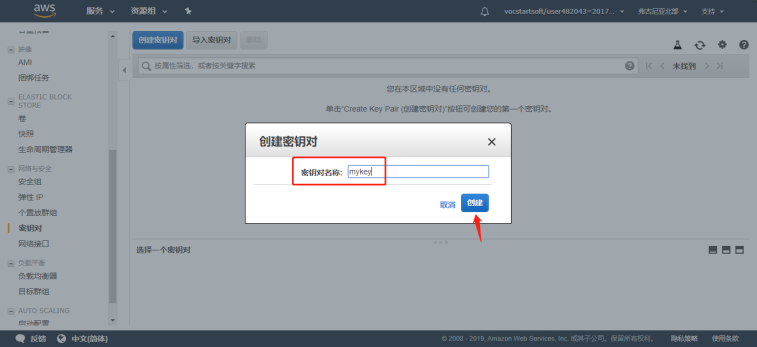 aws 服务 资源组 vocstartsoft/user482043=2017... 弗吉尼亚北部 支持
映像
AMI
捆绑任务
ELASTIC BLOCK
STORE
卷
快照
生命周期管理器
网络与安全
安全组
弹性 IP
个置放群组
密钥对
网络接口
负载平衡
负载均衡器
目标群组
AUTO SCALING
启动配置
创建密钥对 导入密钥对 删除
按属性筛选，或者按关键字搜索 未找到
您在本区域中没有任何密钥对。
单击“Create Key Pair (创建密钥对)”按钮可创建您的第一个密钥对。
创建密钥对
密钥对名称: mykey
取消 创建
选择一个密钥对
反馈 中文(简体) © 2008 - 2019, Amazon Web Services, Inc. 或其子公司。保留所有权利。 隐私策略 使用条款